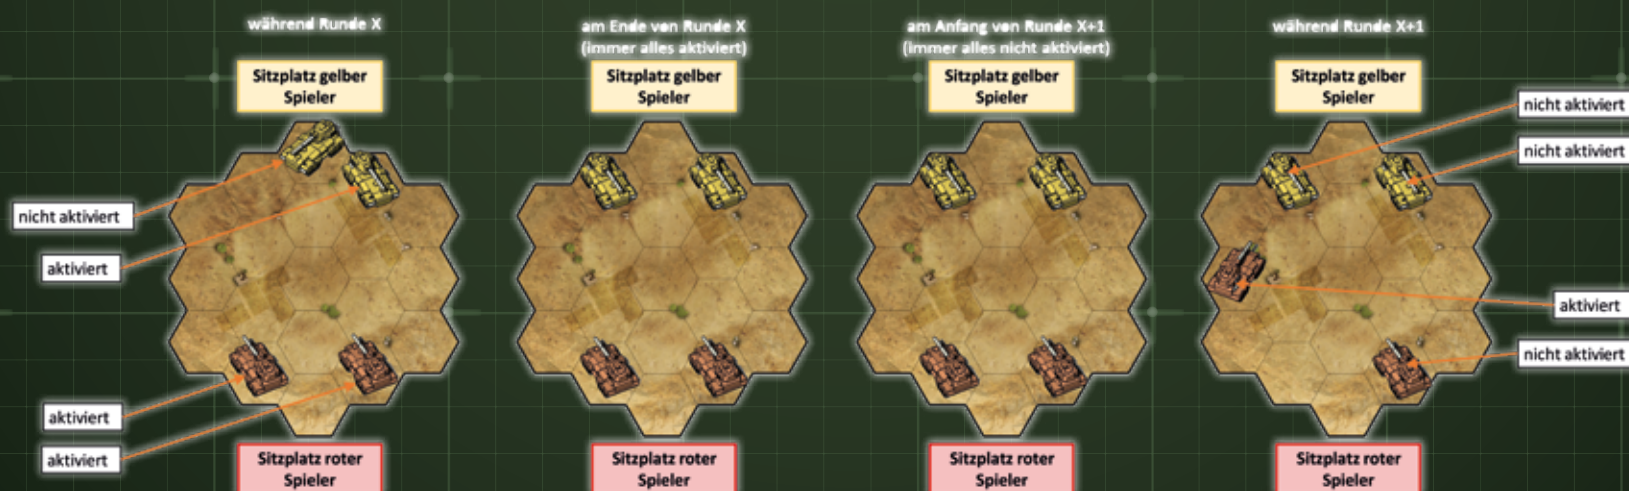 während Runde X
am Ende von Runde X
(immer alles aktiviert)
am Anfang von Runde X+1
(immer alles nicht aktiviert)
während Runde X+1
Sitzplatz gelber
Spieler
Sitzplatz gelber
Spieler
Sitzplatz gelber
Spieler
Sitzplatz gelber
Spieler
nicht aktiviert
aktiviert
aktiviert
aktiviert
nicht aktiviert
nicht aktiviert
aktiviert
nicht aktiviert
Sitzplatz roter
Spieler
Sitzplatz roter
Spieler
Sitzplatz roter
Spieler
Sitzplatz roter
Spieler